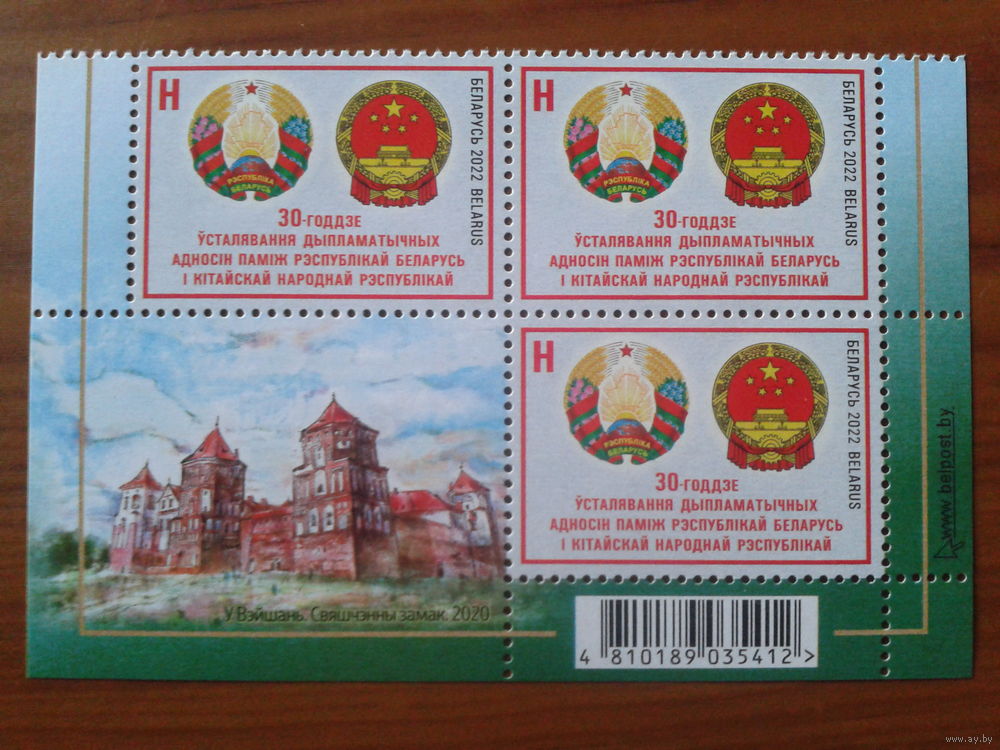 Н
БЕЛАРУСЬ 2022 BELARUS
РЭСПУБЛІКА
БЕЛАРУСЬ
30-ГОДДЗЕ
ЎСТАЛЯВАННЯ ДЫПЛАМАТЫЧНЫХ
АДНОСІН ПАМІЖ РЭСПУБЛІКАЙ БЕЛАРУСЬ
І КІТАЙСКАЙ НАРОДНАЙ РЭСПУБЛІКАЙ
Н
БЕЛАРУСЬ 2022 BELARUS
РЭСПУБЛІКА
БЕЛАРУСЬ
30-ГОДДЗЕ
ЎСТАЛЯВАННЯ ДЫПЛАМАТЫЧНЫХ
АДНОСІН ПАМІЖ РЭСПУБЛІКАЙ БЕЛАРУСЬ
І КІТАЙСКАЙ НАРОДНАЙ РЭСПУБЛІКАЙ
Н
БЕЛАРУСЬ 2022 BELARUS
РЭСПУБЛІКА
БЕЛАРУСЬ
30-ГОДДЗЕ
ЎСТАЛЯВАННЯ ДЫПЛАМАТЫЧНЫХ
АДНОСІН ПАМІЖ РЭСПУБЛІКАЙ БЕЛАРУСЬ
І КІТАЙСКАЙ НАРОДНАЙ РЭСПУБЛІКАЙ
www.belpost.by
У Вэйшань. Свяшчэнны замак. 2020
4 810189 035412 >
www.ay.by